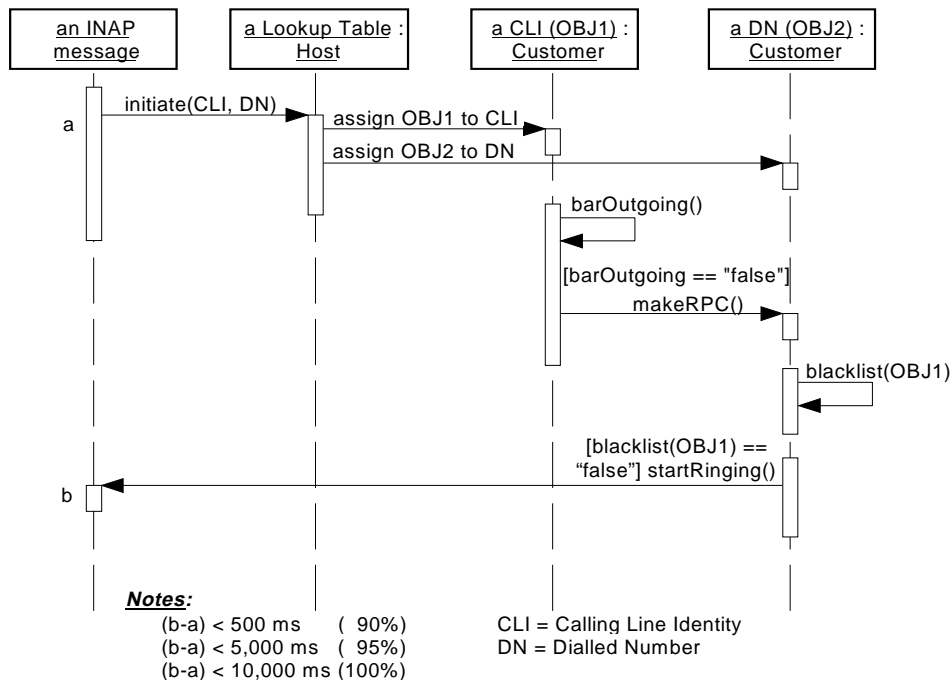 an INAP
message
a Lookup Table :
Host
a CLI (OBJ1) :
Customer
a DN (OBJ2) :
Customer
a
initiate(CLI, DN)
assign OBJ1 to CLI
assign OBJ2 to DN
barOutgoing()
[barOutgoing == "false"]
makeRPC()
blacklist(OBJ1)
[blacklist(OBJ1) ==
“false”] startRinging()
b
Notes:
(b-a) < 500 ms ( 90%)
(b-a) < 5,000 ms ( 95%)
(b-a) < 10,000 ms (100%)
CLI = Calling Line Identity
DN = Dialled Number